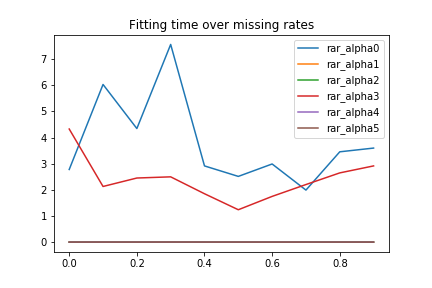 Fitting time over missing rates
rar_alpha0
rar_alpha1
rar_alpha2
rar_alpha3
rar_alpha4
rar_alpha5
7
6
5
4
3
2
1
0
0.0 0.2 0.4 0.6 0.8